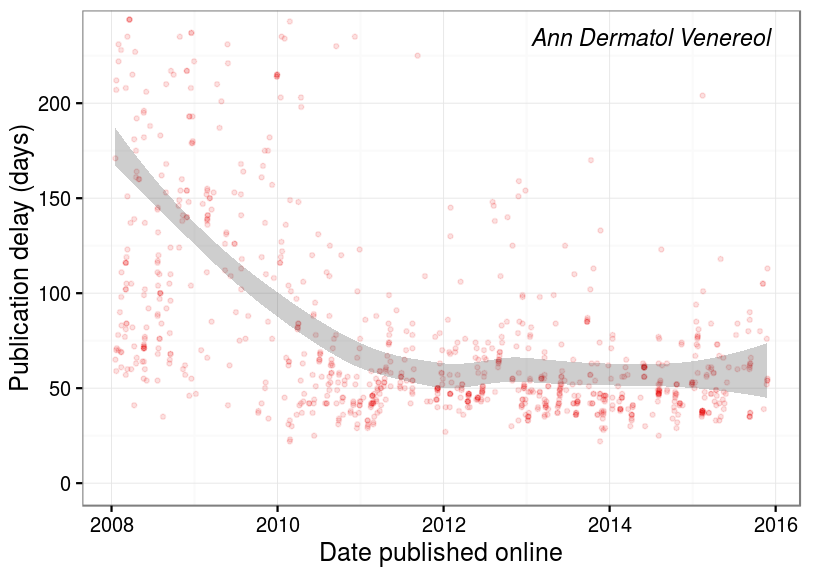 Ann Dermatol Venereol
Publication delay (days)
200
150
100
50
0
2008 2010 2012 2014 2016
Date published online